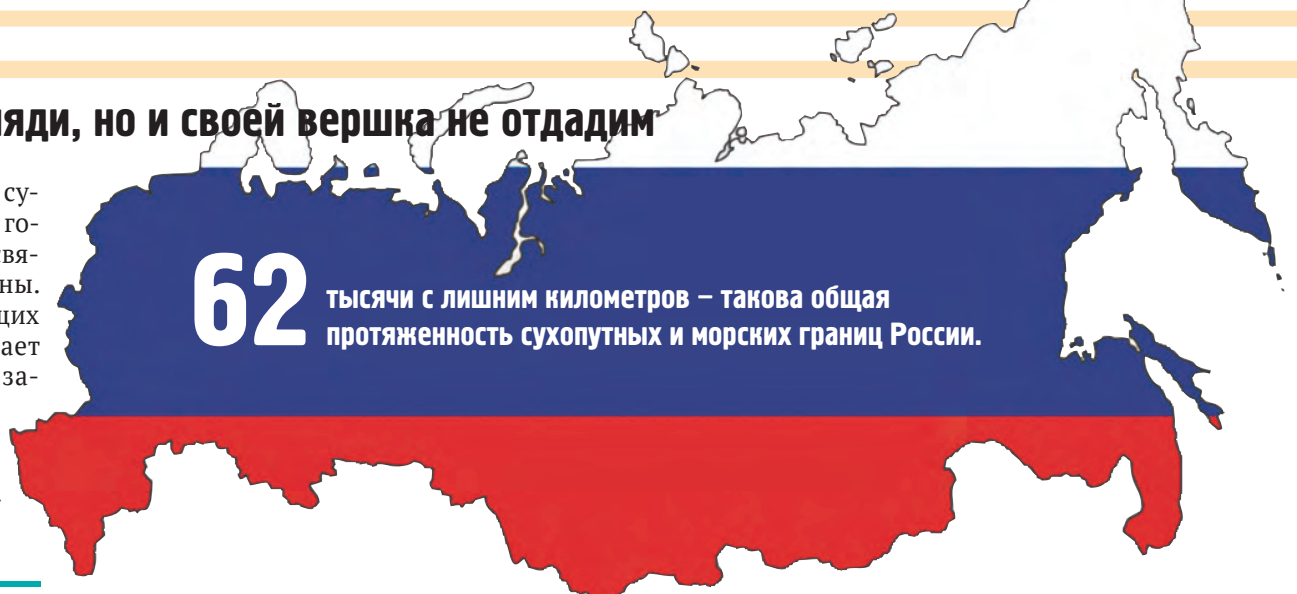 яди, но и своей вершка не отдадим
су-
го-
вя-
ны.
щих
ает
за-
62
тысячи с лишним километров – такова общая
протяженность сухопутных и морских границ России.